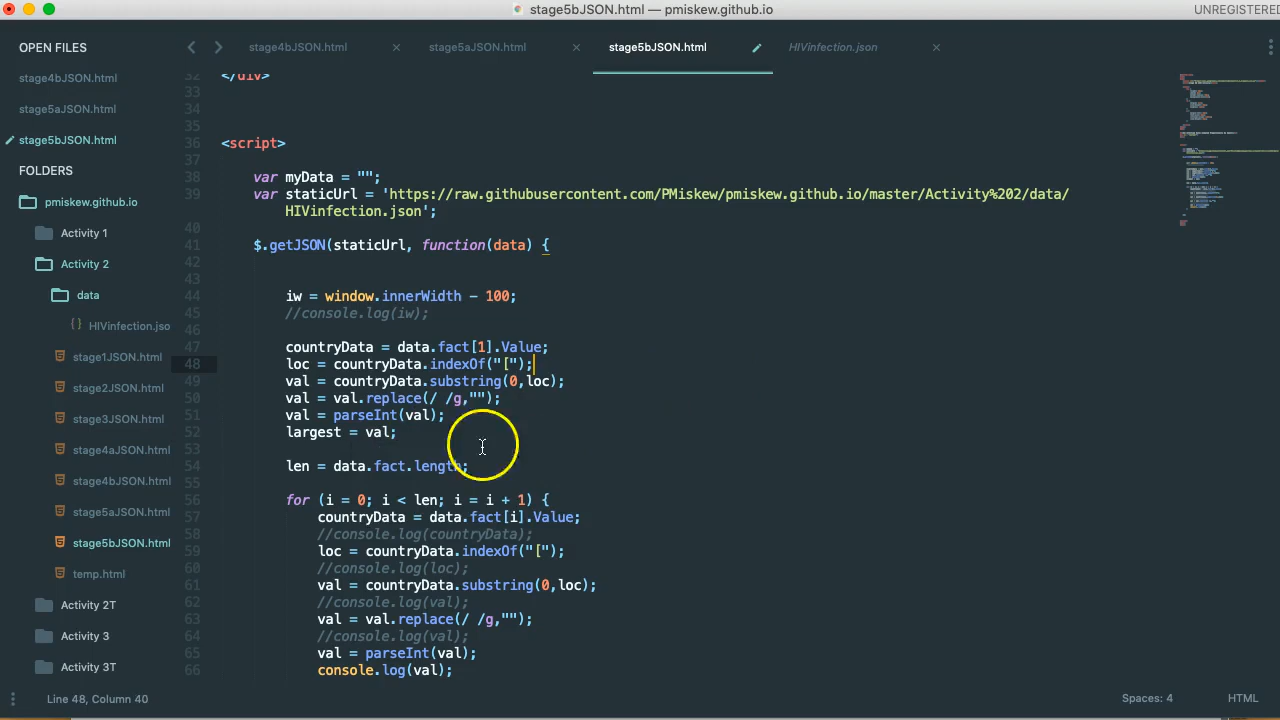 stage5bJSON.html — pmiskew.github.io
UNREGISTERED
OPEN FILES
stage4bJSON.html
stage5aJSON.html
stage5bJSON.html
FOLDERS
pmiskew.github.io
Activity 1
Activity 2
data
HIVinfection.jso
stage1JSON.html
stage2JSON.html
stage3JSON.html
stage4aJSON.html
stage4bJSON.html
stage5aJSON.html
stage5bJSON.html
temp.html
Activity 2T
Activity 3
Activity 3T
stage4bJSON.html
stage5aJSON.html
stage5bJSON.html
HIVinfection.json
32 </div>
33
34
35
36 <script>
37
38 var myData = "";
39 var staticUrl = 'https://raw.githubusercontent.com/PMiskew/pmiskew.github.io/master/Activity%202/data/
HIVinfection.json';
40
41 $.getJSON(staticUrl, function(data) {
42
43
44 iw = window.innerWidth - 100;
45 //console.log(iw);
46
47 countryData = data.fact[1].Value;
48 loc = countryData.indexOf("[");
49 val = countryData.substring(0,loc);
50 val = val.replace(/ /g,"");
51 val = parseInt(val);
52 largest = val;
53
54 len = data.fact.length;
55
56 for (i = 0; i < len; i = i + 1) {
57 countryData = data.fact[i].Value;
58 //console.log(countryData);
59 loc = countryData.indexOf("[");
60 //console.log(loc);
61 val = countryData.substring(0,loc);
62 //console.log(val);
63 val = val.replace(/ /g,"");
64 //console.log(val);
65 val = parseInt(val);
66 console.log(val);
Line 48, Column 40
Spaces: 4
HTML